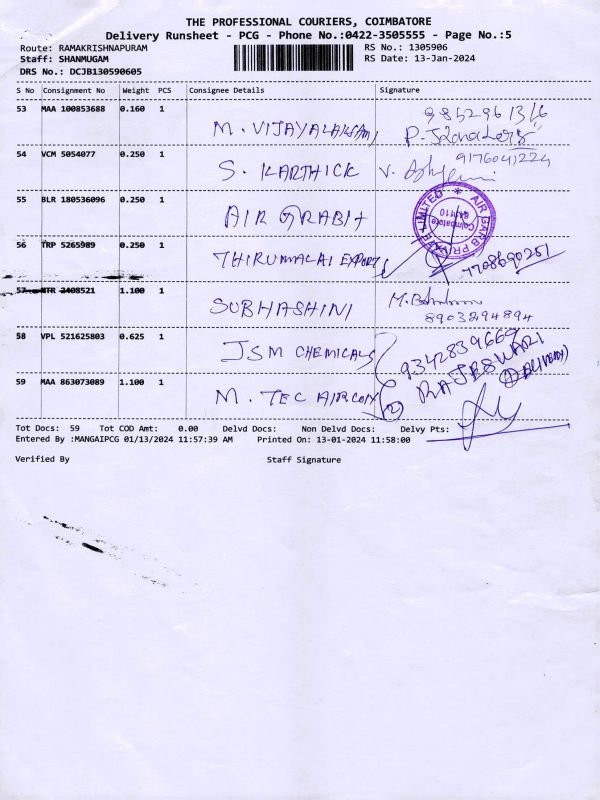 THE PROFESSIONAL COURIERS, COIMBATORE
Delivery Runsheet - PCG - Phone No.:0422-3505555 - Page No.:5
Route: RAMAKRISHNAPURAM RS No.: 1305906
Staff: SHANMUGAM RS Date: 13-Jan-2024
DRS No.: DCJB130590605
S No Consignment No Weight PCS Consignee Details Signature
53 MAA 100853688 0.160 1 M. VIJAYALAKSAMI
54 VCM 5054077 0.250 1 S. KARTHICK V.
9176041224
55 BLR 180536096 0.250 1 AIR ARABIA
56 TRP 5265989 0.250 1 THIRUMALAI EXPORTS
7708690251
57 2408521 1.100 1 SUBHASHINI M.
8903294894
58 VPL 521625803 0.625 1 JSM CHEMICALS 9342839669
RAJESWARI
59 MAA 863073089 1.100 1 M. TEC AIRCON (2)
Tot Docs: 59 Tot COD Amt: 0.00 Delvd Docs: Non Delvd Docs: Delvy Pts:
Entered By :MANGAIPCG 01/13/2024 11:57:39 AM Printed On: 13-01-2024 11:58:00
Verified By Staff Signature